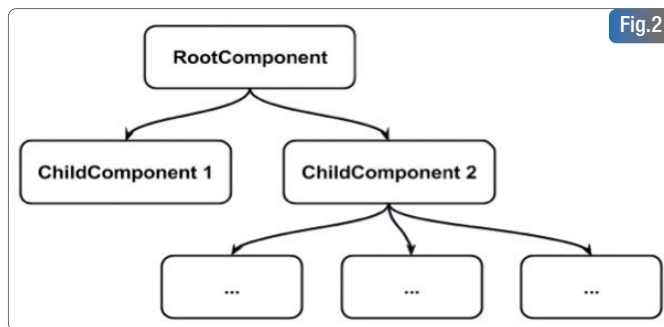 Fig.2
RootComponent
ChildComponent 1
ChildComponent 2
...
...
...